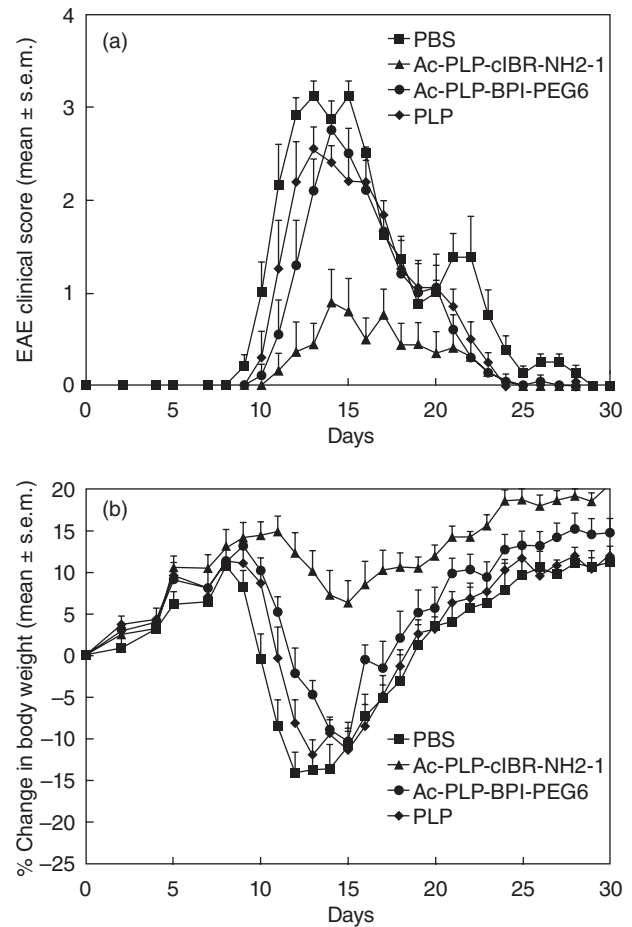 (a)
EAE clinical score (mean ± s.e.m.)
4
3
2
1
0
PBS
Ac-PLP-cIBR-NH2-1
Ac-PLP-BPI-PEG6
PLP
0 5 10 15 20 25 30
Days
(b)
% Change in body weight (mean ± s.e.m.)
20
15
10
5
0
−5
−10
−15
−20
−25
PBS
Ac-PLP-cIBR-NH2-1
Ac-PLP-BPI-PEG6
PLP
0 5 10 15 20 25 30
Days